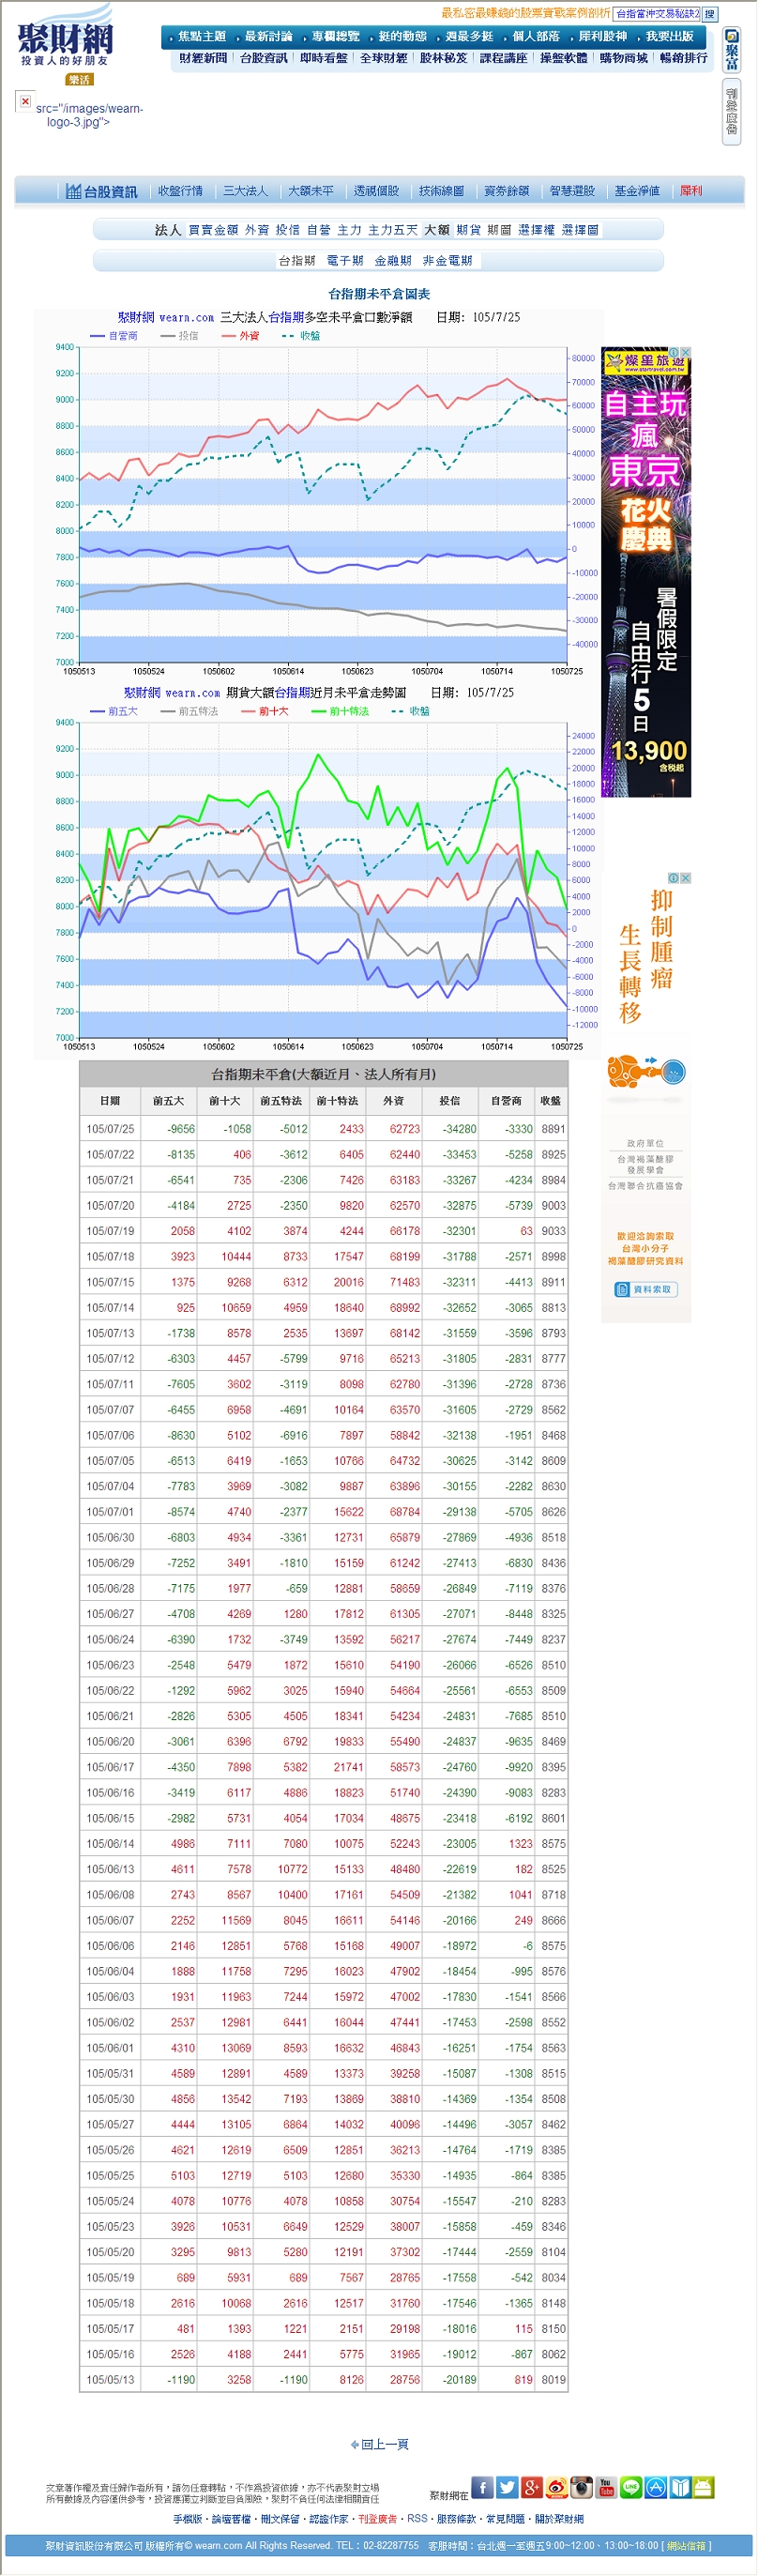 最私密最賺錢的股票實戰案例剖析 台指當沖交易秘訣2 搜
聚財網
投資人的好朋友
樂活
焦點主題 最新討論 專欄總覽 挺的動態 週最多挺 個人部落 犀利股神 我要出版
財經新聞 台股資訊 即時看盤 全球財經 股林秘笈 課程講座 操盤軟體 購物商城 暢銷排行
聚富
刊登廣告
src="/images/wearn-
logo-3.jpg">
台股資訊 收盤行情 三大法人 大額未平 透視個股 技術線圖 資券餘額 智慧選股 基金淨值 犀利
法人 買賣金額 外資 投信 自營 主力 主力五天 大額 期貨 期圖 選擇權 選擇圖
台指期 電子期 金融期 非金電期
台指期未平倉圖表
聚財網 wearn.com 三大法人台指期多空未平倉口數淨額 日期: 105/7/25
自營商 投信 外資 收盤
9400
9200
9000
8800
8600
8400
8200
8000
7800
7600
7400
7200
7000
80000
70000
60000
50000
40000
30000
20000
10000
0
-10000
-20000
-30000
-40000
1050513 1050524 1050602 1050614 1050623 1050704 1050714 1050725
聚財網 wearn.com 期貨大額台指期近月未平倉走勢圖 日期: 105/7/25
前五大 前五特法 前十大 前十特法 收盤
9400
9200
9000
8800
8600
8400
8200
8000
7800
7600
7400
7200
7000
24000
22000
20000
18000
16000
14000
12000
10000
8000
6000
4000
2000
0
-2000
-4000
-6000
-8000
-10000
-12000
1050513 1050524 1050602 1050614 1050623 1050704 1050714 1050725
燦星旅遊
www.startravel.com.tw
自主玩
瘋
東京
花火
慶典
暑假限定
自由行5日
13,900
含稅起
抑制腫瘤
生長轉移
政府單位
台灣褐藻醣膠
發展學會
台灣聯合抗癌協會
歡迎洽詢索取
台灣小分子
褐藻醣膠研究資料
資料索取
台指期未平倉(大額近月、法人所有月)
日期 前五大 前十大 前五特法 前十特法 外資 投信 自營商 收盤
105/07/25 -9656 -1058 -5012 2433 62723 -34280 -3330 8891
105/07/22 -8135 406 -3612 6405 62440 -33453 -5258 8925
105/07/21 -6541 735 -2306 7426 63183 -33267 -4234 8984
105/07/20 -4184 2725 -2350 9820 62570 -32875 -5739 9003
105/07/19 2058 4102 3874 4244 66178 -32301 63 9033
105/07/18 3923 10444 8733 17547 68199 -31788 -2571 8998
105/07/15 1375 9268 6312 20016 71483 -32311 -4413 8911
105/07/14 925 10659 4959 18640 68992 -32652 -3065 8813
105/07/13 -1738 8578 2535 13697 68142 -31559 -3596 8793
105/07/12 -6303 4457 -5799 9716 65213 -31805 -2831 8777
105/07/11 -7605 3602 -3119 8098 62780 -31396 -2728 8736
105/07/07 -6455 6958 -4691 10164 63570 -31605 -2729 8562
105/07/06 -8630 5102 -6916 7897 58842 -32138 -1951 8468
105/07/05 -6513 6419 -1653 10766 64732 -30625 -3142 8609
105/07/04 -7783 3969 -3082 9887 63896 -30155 -2282 8630
105/07/01 -8574 4740 -2377 15622 68784 -29138 -5705 8626
105/06/30 -6803 4934 -3361 12731 65879 -27869 -4936 8518
105/06/29 -7252 3491 -1810 15159 61242 -27413 -6830 8436
105/06/28 -7175 1977 -659 12881 58659 -26849 -7119 8376
105/06/27 -4708 4269 1280 17812 61305 -27071 -8448 8325
105/06/24 -6390 1732 -3749 13592 56217 -27674 -7449 8237
105/06/23 -2548 5479 1872 15610 54190 -26066 -6526 8510
105/06/22 -1292 5962 3025 15940 54664 -25561 -6553 8509
105/06/21 -2826 5305 4505 18341 54234 -24831 -7685 8510
105/06/20 -3061 6396 6792 19833 55490 -24837 -9635 8469
105/06/17 -4350 7898 5382 21741 58573 -24760 -9920 8395
105/06/16 -3419 6117 4886 18823 51740 -24390 -9083 8283
105/06/15 -2982 5731 4054 17034 48675 -23418 -6192 8601
105/06/14 4986 7111 7080 10075 52243 -23005 1323 8575
105/06/13 4611 7578 10772 15133 48480 -22619 182 8525
105/06/08 2743 8567 10400 17161 54509 -21382 1041 8718
105/06/07 2252 11569 8045 16611 54146 -20166 249 8666
105/06/06 2146 12851 5768 15168 49007 -18972 -6 8575
105/06/04 1888 11758 7295 16023 47902 -18454 -995 8576
105/06/03 1931 11963 7244 15972 47002 -17830 -1541 8566
105/06/02 2537 12981 6441 16044 47441 -17453 -2598 8552
105/06/01 4310 13069 8593 16632 46843 -16251 -1754 8563
105/05/31 4589 12891 4589 13373 39258 -15087 -1308 8515
105/05/30 4856 13542 7193 13869 38810 -14369 -1354 8508
105/05/27 4444 13105 6864 14032 40096 -14496 -3057 8462
105/05/26 4621 12619 6509 12851 36213 -14764 -1719 8385
105/05/25 5103 12719 5103 12680 35330 -14935 -864 8385
105/05/24 4078 10776 4078 10858 30754 -15547 -210 8283
105/05/23 3926 10531 6649 12529 38007 -15858 -459 8346
105/05/20 3295 9813 5280 12191 37302 -17444 -2559 8104
105/05/19 689 5931 689 7567 28765 -17558 -542 8034
105/05/18 2616 10068 2616 12517 31760 -17546 -1365 8148
105/05/17 481 1393 1221 2151 29198 -18016 115 8150
105/05/16 2526 4188 2441 5775 31965 -19012 -867 8062
105/05/13 -1190 3258 -1190 8126 28756 -20189 819 8019
回上一頁
文章著作權及責任歸作者所有，請勿任意轉貼，不作為投資依據，亦不代表聚財立場
所有數據及內容僅供參考，投資應獨立判斷並自負風險，聚財不負任何法律相關責任
聚財網在
手機版‧論壇舊檔‧刪文保留‧認證作家‧刊登廣告‧RSS‧服務條款‧常見問題‧關於聚財網
聚財資訊股份有限公司 版權所有© wearn.com All Rights Reserved. TEL：02-82287755 客服時間：台北週一至週五9:00~12:00、13:00~18:00 [ 網站信箱 ]